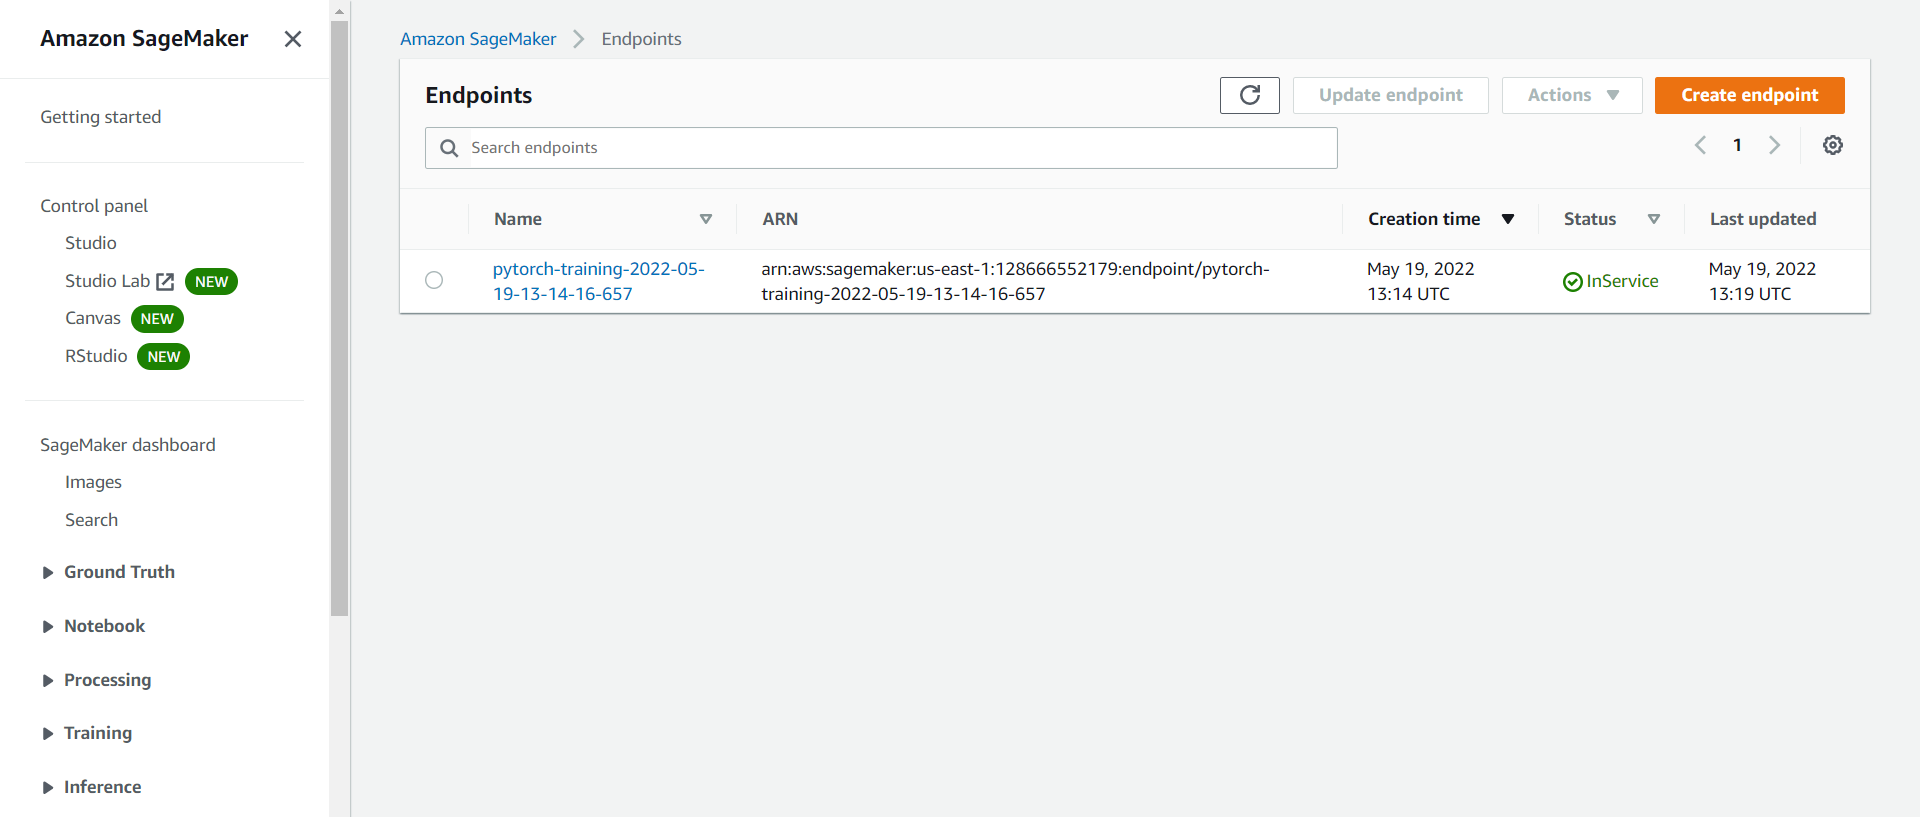 Amazon SageMaker
Getting started
Control panel
Studio
Studio Lab NEW
Canvas NEW
RStudio NEW
SageMaker dashboard
Images
Search
Ground Truth
Notebook
Processing
Training
Inference
Amazon SageMaker Endpoints
Endpoints
Update endpoint Actions Create endpoint
Search endpoints
1
Name ARN Creation time Status Last updated
pytorch-training-2022-05- arn:aws:sagemaker:us-east-1:128666552179:endpoint/pytorch- May 19, 2022 InService May 19, 2022
19-13-14-16-657 training-2022-05-19-13-14-16-657 13:14 UTC 13:19 UTC